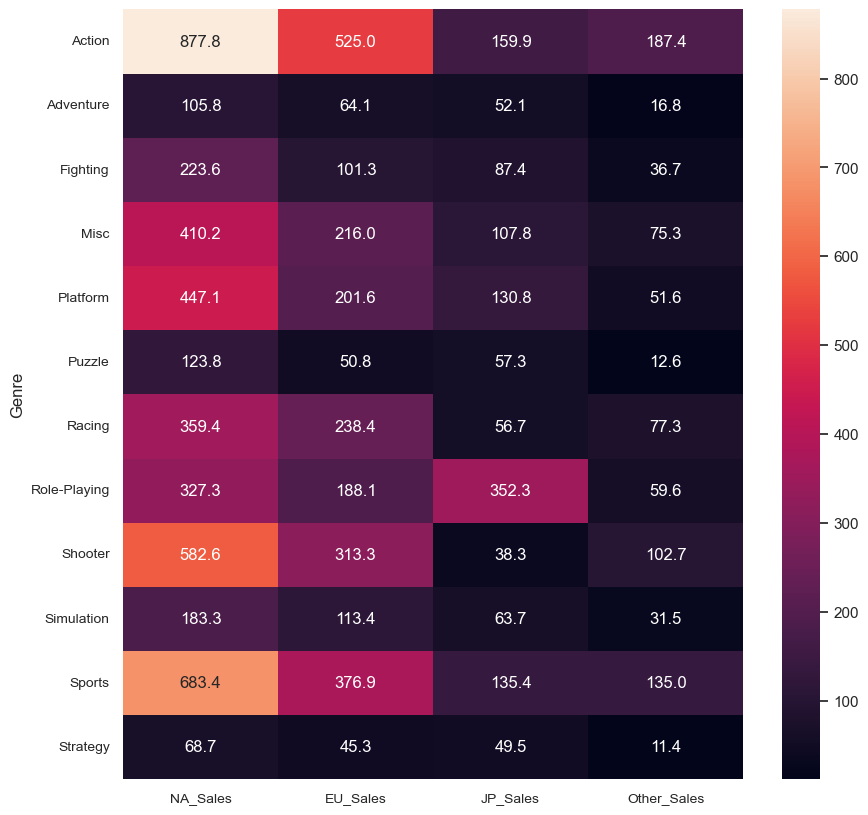 Action 877.8 525.0 159.9 187.4
Adventure 105.8 64.1 52.1 16.8
Fighting 223.6 101.3 87.4 36.7
Misc 410.2 216.0 107.8 75.3
Platform 447.1 201.6 130.8 51.6
Puzzle 123.8 50.8 57.3 12.6
Racing 359.4 238.4 56.7 77.3
Role-Playing 327.3 188.1 352.3 59.6
Shooter 582.6 313.3 38.3 102.7
Simulation 183.3 113.4 63.7 31.5
Sports 683.4 376.9 135.4 135.0
Strategy 68.7 45.3 49.5 11.4
NA_Sales EU_Sales JP_Sales Other_Sales
Genre
800
700
600
500
400
300
200
100